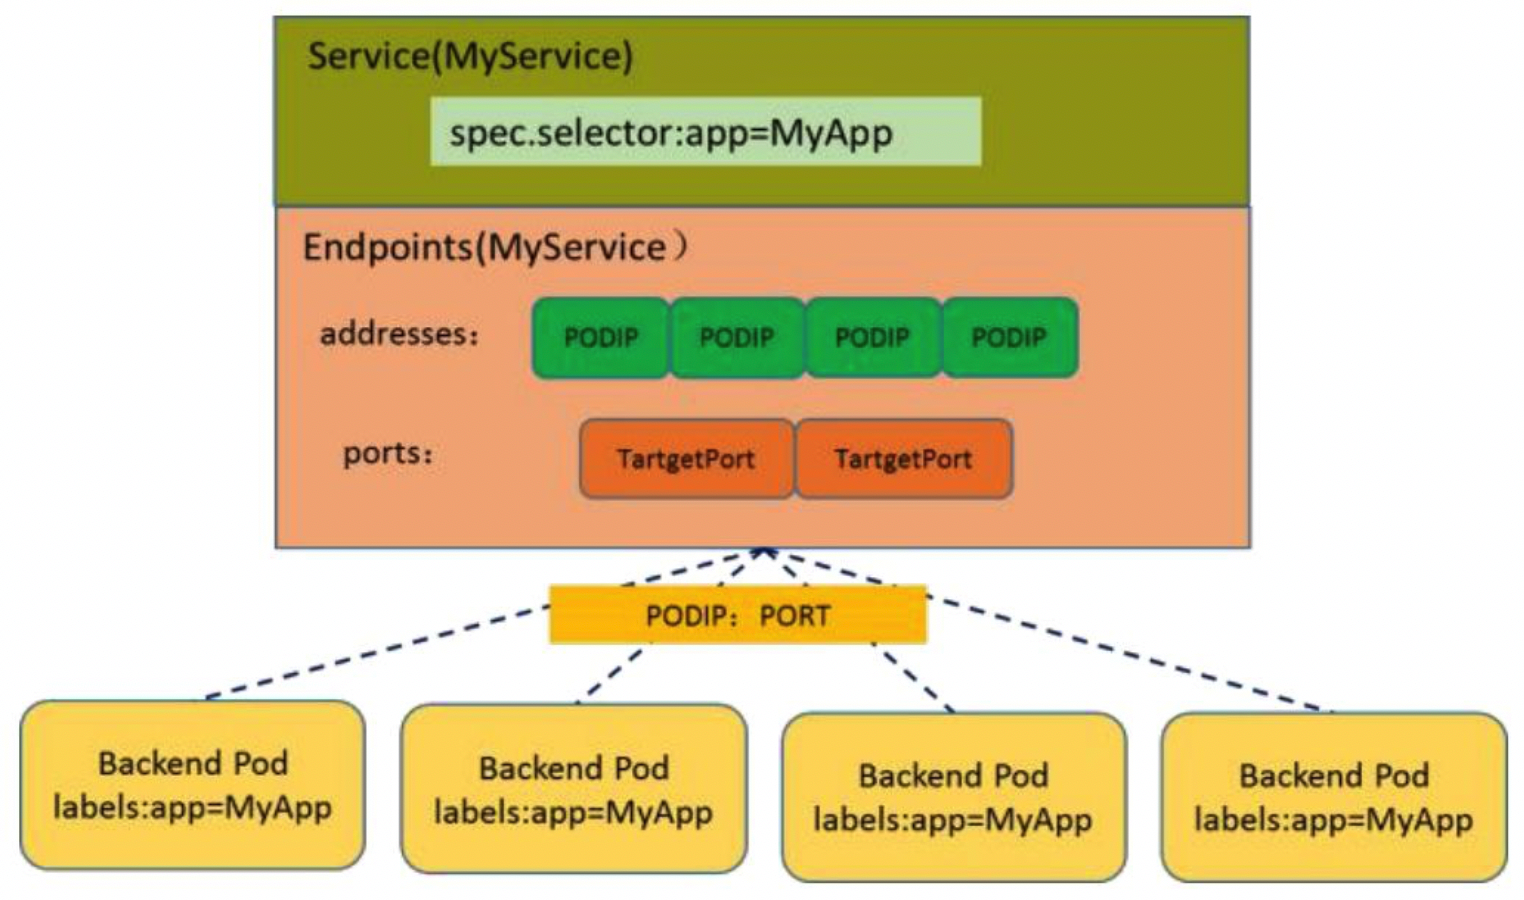 Service(MyService)
spec.selector:app=MyApp
Endpoints(MyService）
addresses：
PODIP PODIP PODIP PODIP
ports：
TartgetPort TartgetPort
PODIP：PORT
Backend Pod
labels:app=MyApp
Backend Pod
labels:app=MyApp
Backend Pod
labels:app=MyApp
Backend Pod
labels:app=MyApp